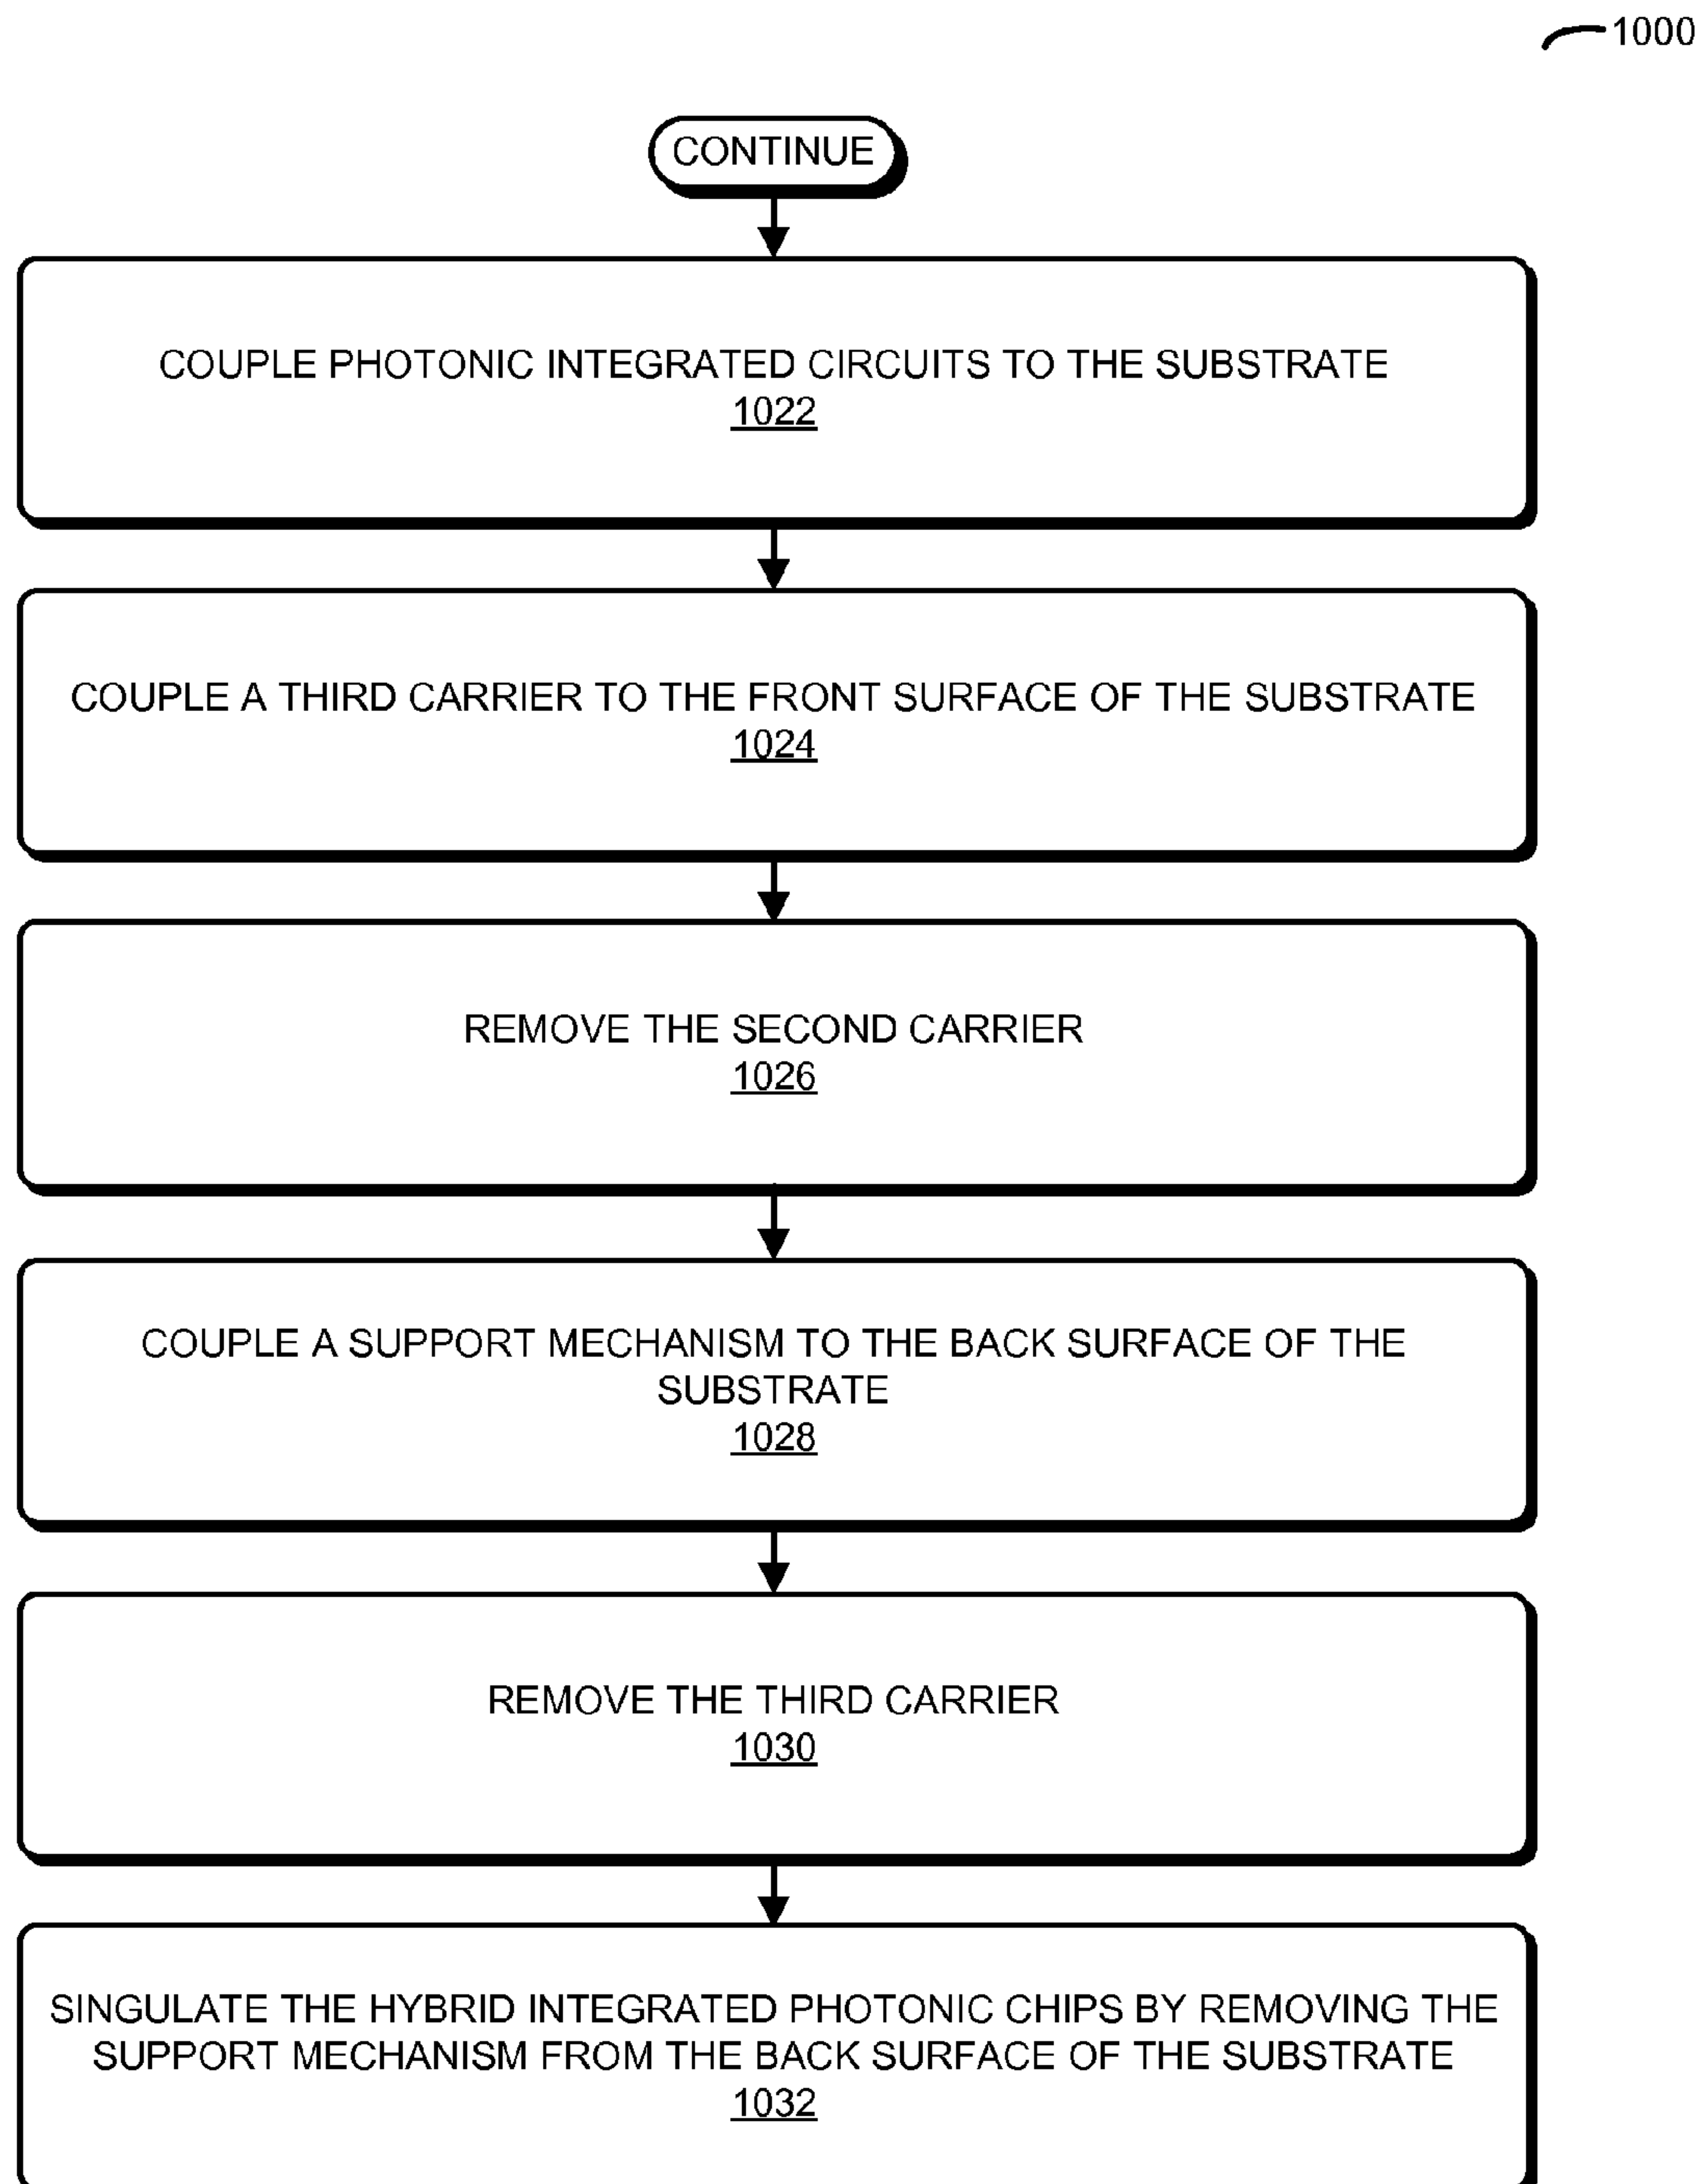 1000
CONTINUE
COUPLE PHOTONIC INTEGRATED CIRCUITS TO THE SUBSTRATE
1022
COUPLE A THIRD CARRIER TO THE FRONT SURFACE OF THE SUBSTRATE
1024
REMOVE THE SECOND CARRIER
1026
COUPLE A SUPPORT MECHANISM TO THE BACK SURFACE OF THE
SUBSTRATE
1028
REMOVE THE THIRD CARRIER
1030
SINGULATE THE HYBRID INTEGRATED PHOTONIC CHIPS BY REMOVING THE
SUPPORT MECHANISM FROM THE BACK SURFACE OF THE SUBSTRATE
1032